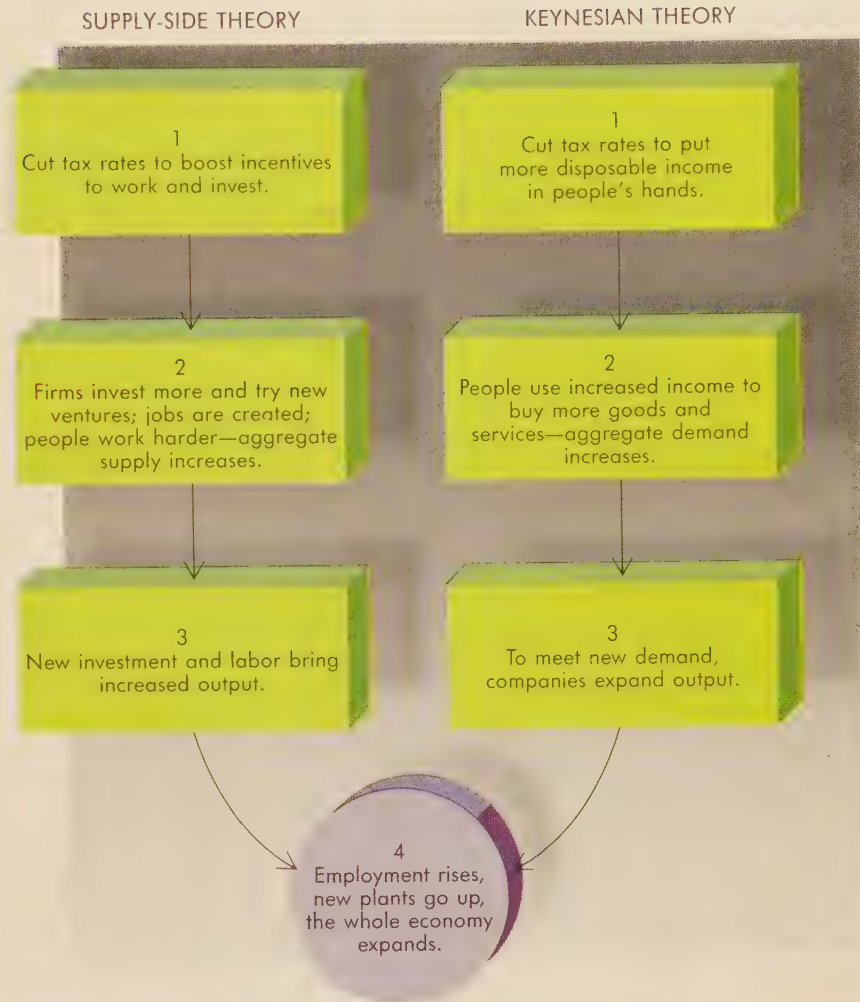 SUPPLY-SIDE THEORY
1
Cut tax rates to boost incentives
to work and invest.
2
Firms invest more and try new
ventures; jobs are created;
people work harder—aggregate
supply increases.
3
New investment and labor bring
increased output.
KEYNESIAN THEORY
1
Cut tax rates to put
more disposable income
in people's hands.
2
People use increased income to
buy more goods and
services—aggregate demand
increases.
3
To meet new demand,
companies expand output.
4
Employment rises,
new plants go up,
the whole economy
expands.